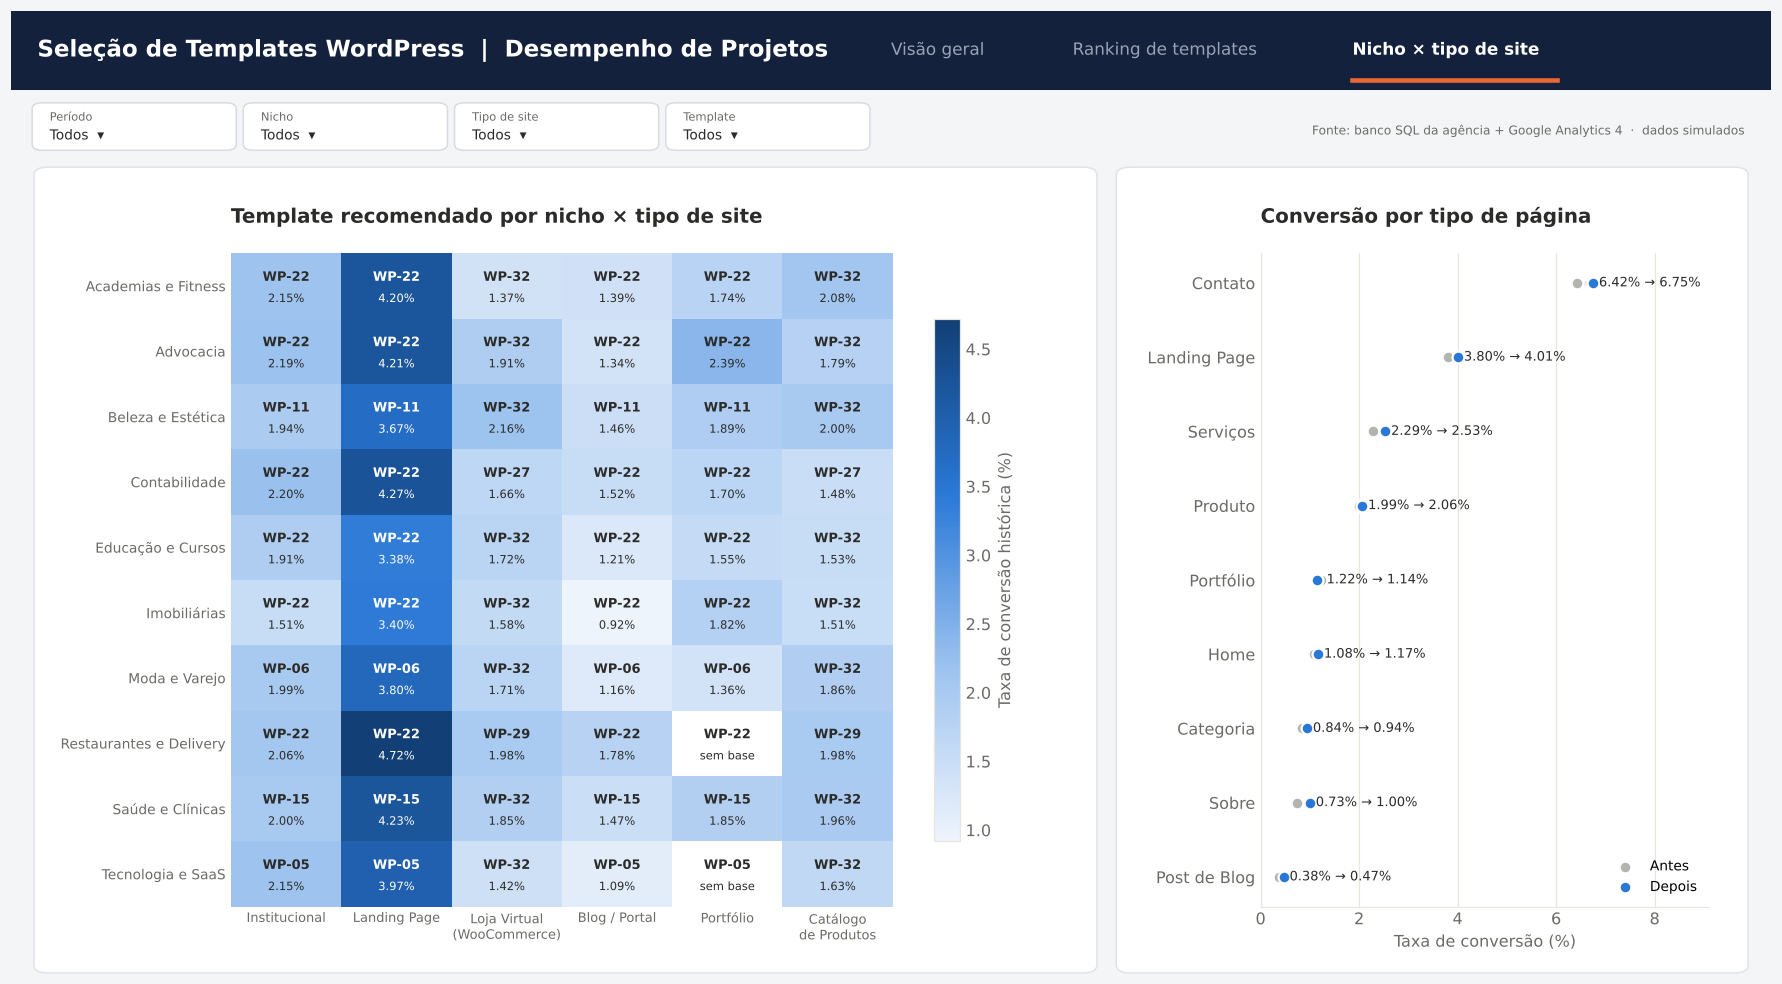 Seleção de Templates WordPress | Desempenho de Projetos
Visão geral
Ranking de templates
Nicho × tipo de site
Período
Todos ▾
Nicho
Todos ▾
Tipo de site
Todos ▾
Template
Todos ▾
Fonte: banco SQL da agência + Google Analytics 4 · dados simulados
Template recomendado por nicho × tipo de site
Academias e Fitness
WP-22 WP-22 WP-32 WP-22 WP-22 WP-32
2.15% 4.20% 1.37% 1.39% 1.74% 2.08%
Advocacia
WP-22 WP-22 WP-32 WP-22 WP-22 WP-32
2.19% 4.21% 1.91% 1.34% 2.39% 1.79%
Beleza e Estética
WP-11 WP-11 WP-32 WP-11 WP-11 WP-32
1.94% 3.67% 2.16% 1.46% 1.89% 2.00%
Contabilidade
WP-22 WP-22 WP-27 WP-22 WP-22 WP-27
2.20% 4.27% 1.66% 1.52% 1.70% 1.48%
Educação e Cursos
WP-22 WP-22 WP-32 WP-22 WP-22 WP-32
1.91% 3.38% 1.72% 1.21% 1.55% 1.53%
Imobiliárias
WP-22 WP-22 WP-32 WP-22 WP-22 WP-32
1.51% 3.40% 1.58% 0.92% 1.82% 1.51%
Moda e Varejo
WP-06 WP-06 WP-32 WP-06 WP-06 WP-32
1.99% 3.80% 1.71% 1.16% 1.36% 1.86%
Restaurantes e Delivery
WP-22 WP-22 WP-29 WP-22 WP-22 WP-29
2.06% 4.72% 1.98% 1.78% sem base 1.98%
Saúde e Clínicas
WP-15 WP-15 WP-32 WP-15 WP-15 WP-32
2.00% 4.23% 1.85% 1.47% 1.85% 1.96%
Tecnologia e SaaS
WP-05 WP-05 WP-32 WP-05 WP-05 WP-32
2.15% 3.97% 1.42% 1.09% sem base 1.63%
Institucional
Landing Page
Loja Virtual
(WooCommerce)
Blog / Portal
Portfólio
Catálogo
de Produtos
4.5
4.0
3.5
3.0
2.5
2.0
1.5
1.0
Taxa de conversão histórica (%)
Conversão por tipo de página
Contato
6.42% → 6.75%
Landing Page
3.80% → 4.01%
Serviços
2.29% → 2.53%
Produto
1.99% → 2.06%
Portfólio
1.22% → 1.14%
Home
1.08% → 1.17%
Categoria
0.84% → 0.94%
Sobre
0.73% → 1.00%
Post de Blog
0.38% → 0.47%
Antes
Depois
0 2 4 6 8
Taxa de conversão (%)